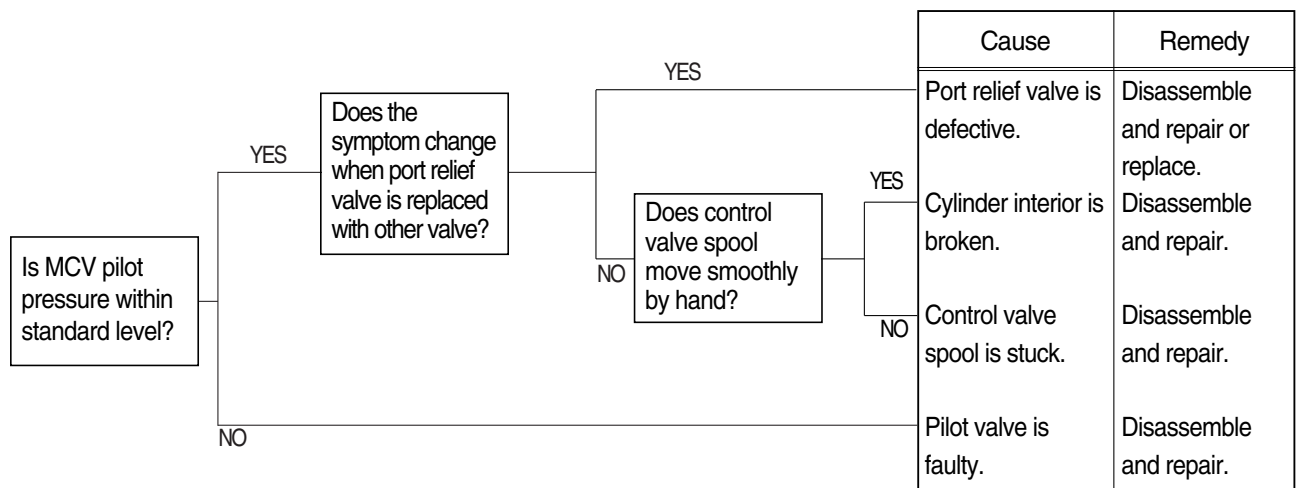 Cause
Remedy
YES
Port relief valve is
defective.
Disassemble
and repair or
replace.
Does the
symptom change
when port relief
valve is replaced
with other valve?
YES
YES
Does control
valve spool
move smoothly
by hand?
Cylinder interior is
broken.
Disassemble
and repair.
Is MCV pilot
pressure within
standard level?
NO
NO
Control valve
spool is stuck.
Disassemble
and repair.
NO
Pilot valve is
faulty.
Disassemble
and repair.